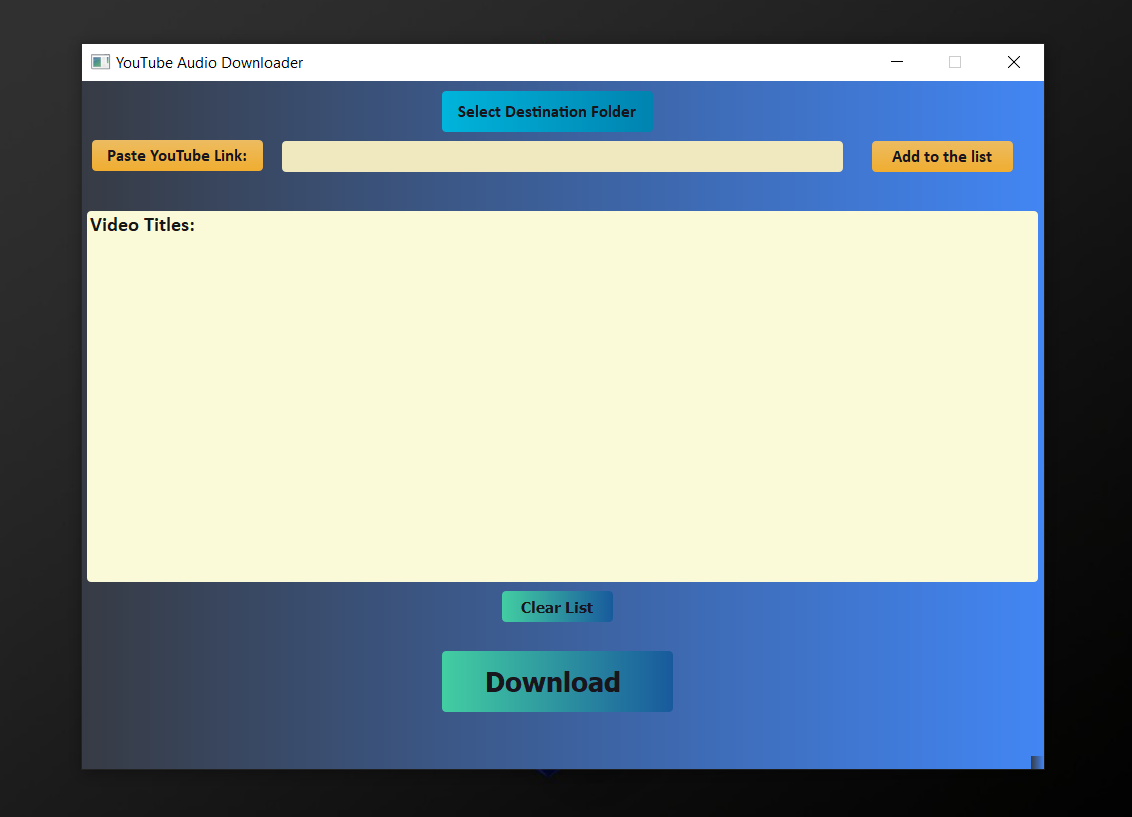 YouTube Audio Downloader
Select Destination Folder
Paste YouTube Link:
Add to the list
Video Titles:
Clear List
Download